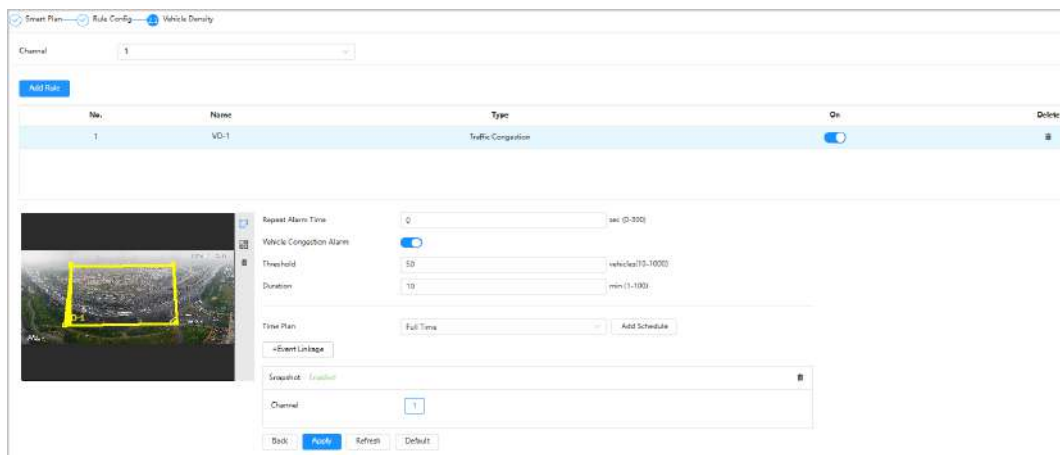 Smart Plan Rule Config Vehicle Density
Channel 1
Add Rule
No. Name Type On Delete
1 VD-1 Traffic Congestion
Repeat Alarm Time 0 sec (0-300)
Vehicle Congestion Alarm
Threshold 50 vehicles(10-1000)
Duration 10 min (1-100)
Time Plan Full Time Add Schedule
+Event Linkage
Snapshot Enabled
Channel 1
Back Apply Refresh Default